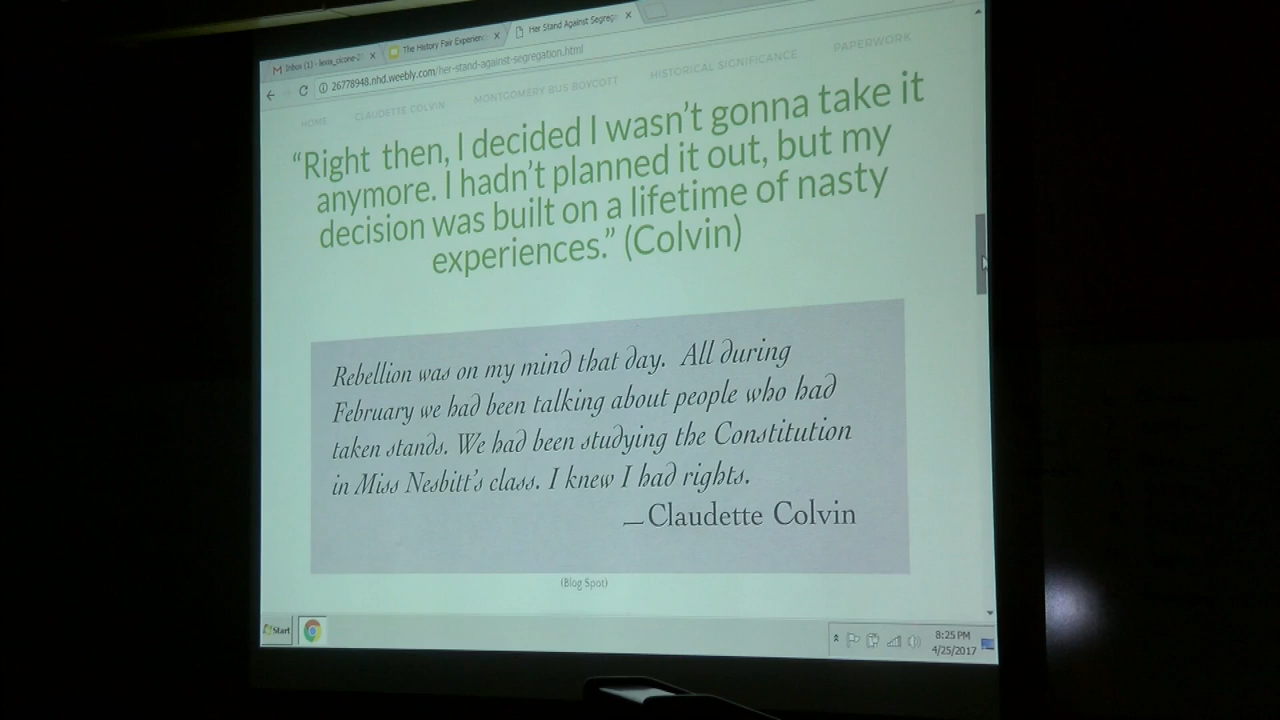 Inbox (1) - lexia_cicone-2
The History Fair Experienc
Her Stand Against Segreg
26778948.nhd.weebly.com/her-stand-against-segregation.html
HOME CLAUDETTE COLVIN MONTGOMERY BUS BOYCOTT HISTORICAL SIGNIFICANCE PAPERWORK
“Right then, I decided I wasn’t gonna take it
anymore. I hadn’t planned it out, but my
decision was built on a lifetime of nasty
experiences.” (Colvin)
Rebellion was on my mind that day. All during
February we had been talking about people who had
taken stands. We had been studying the Constitution
in Miss Nesbitt’s class. I knew I had rights.
—Claudette Colvin
(Blog Spot)
Start
8:25 PM
4/25/2017